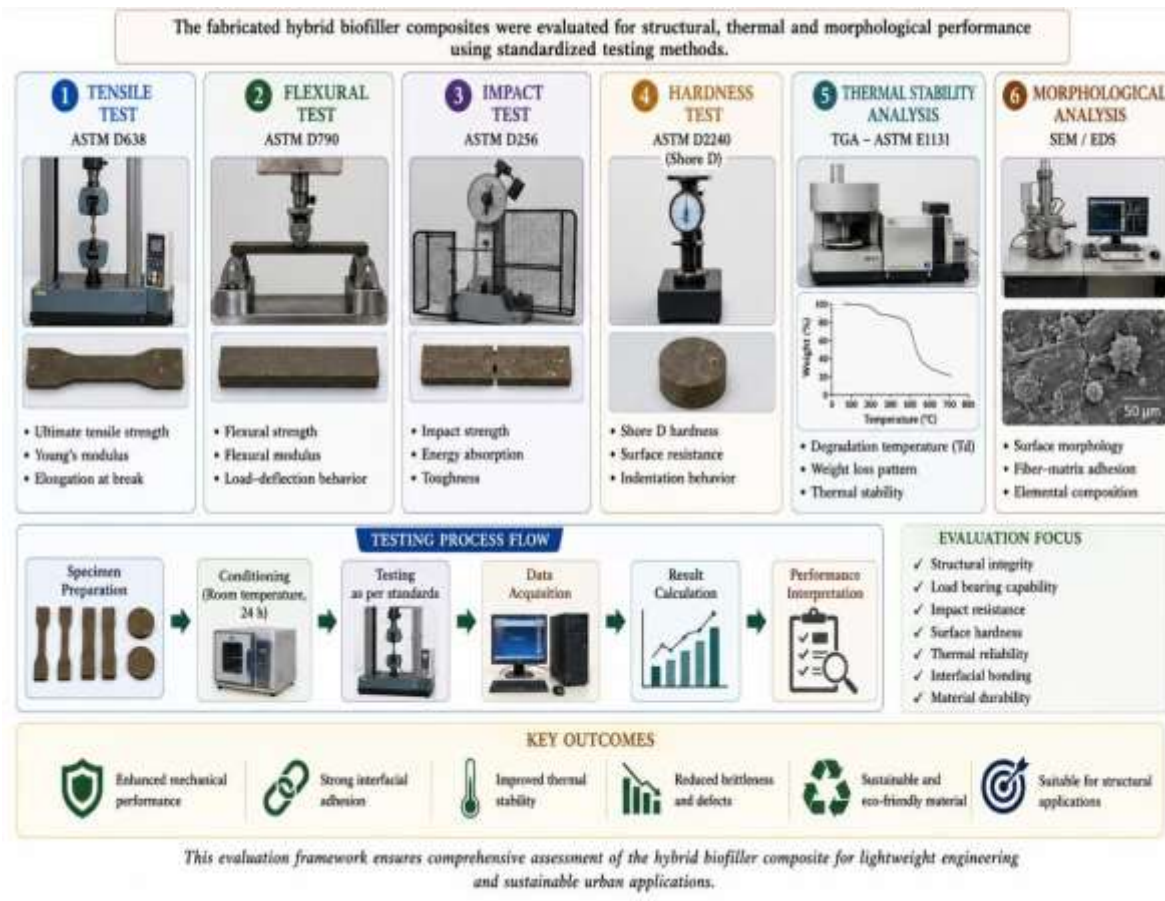 The fabricated hybrid biofiller composites were evaluated for structural, thermal and morphological performance
using standardized testing methods.
1 TENSILE
TEST
ASTM D638
• Ultimate tensile strength
• Young's modulus
• Elongation at break
2 FLEXURAL
TEST
ASTM D790
• Flexural strength
• Flexural modulus
• Load–deflection behavior
3 IMPACT
TEST
ASTM D256
• Impact strength
• Energy absorption
• Toughness
4 HARDNESS
TEST
ASTM D2240
(Shore D)
• Shore D hardness
• Surface resistance
• Indentation behavior
5 THERMAL STABILITY
ANALYSIS
TGA – ASTM E1131
Weight (%)
Temperature (°C)
• Degradation temperature (Td)
• Weight loss pattern
• Thermal stability
6 MORPHOLOGICAL
ANALYSIS
SEM / EDS
50 μm
• Surface morphology
• Fiber-matrix adhesion
• Elemental composition
TESTING PROCESS FLOW
Specimen
Preparation
Conditioning
(Room temperature,
24 h)
Testing
as per standards
Data
Acquisition
Result
Calculation
Performance
Interpretation
EVALUATION FOCUS
✓ Structural integrity
✓ Load bearing capability
✓ Impact resistance
✓ Surface hardness
✓ Thermal reliability
✓ Interfacial bonding
✓ Material durability
KEY OUTCOMES
Enhanced mechanical
performance
Strong interfacial
adhesion
Improved thermal
stability
Reduced brittleness
and defects
Sustainable and
eco-friendly material
Suitable for structural
applications
This evaluation framework ensures comprehensive assessment of the hybrid biofiller composite for lightweight engineering
and sustainable urban applications.